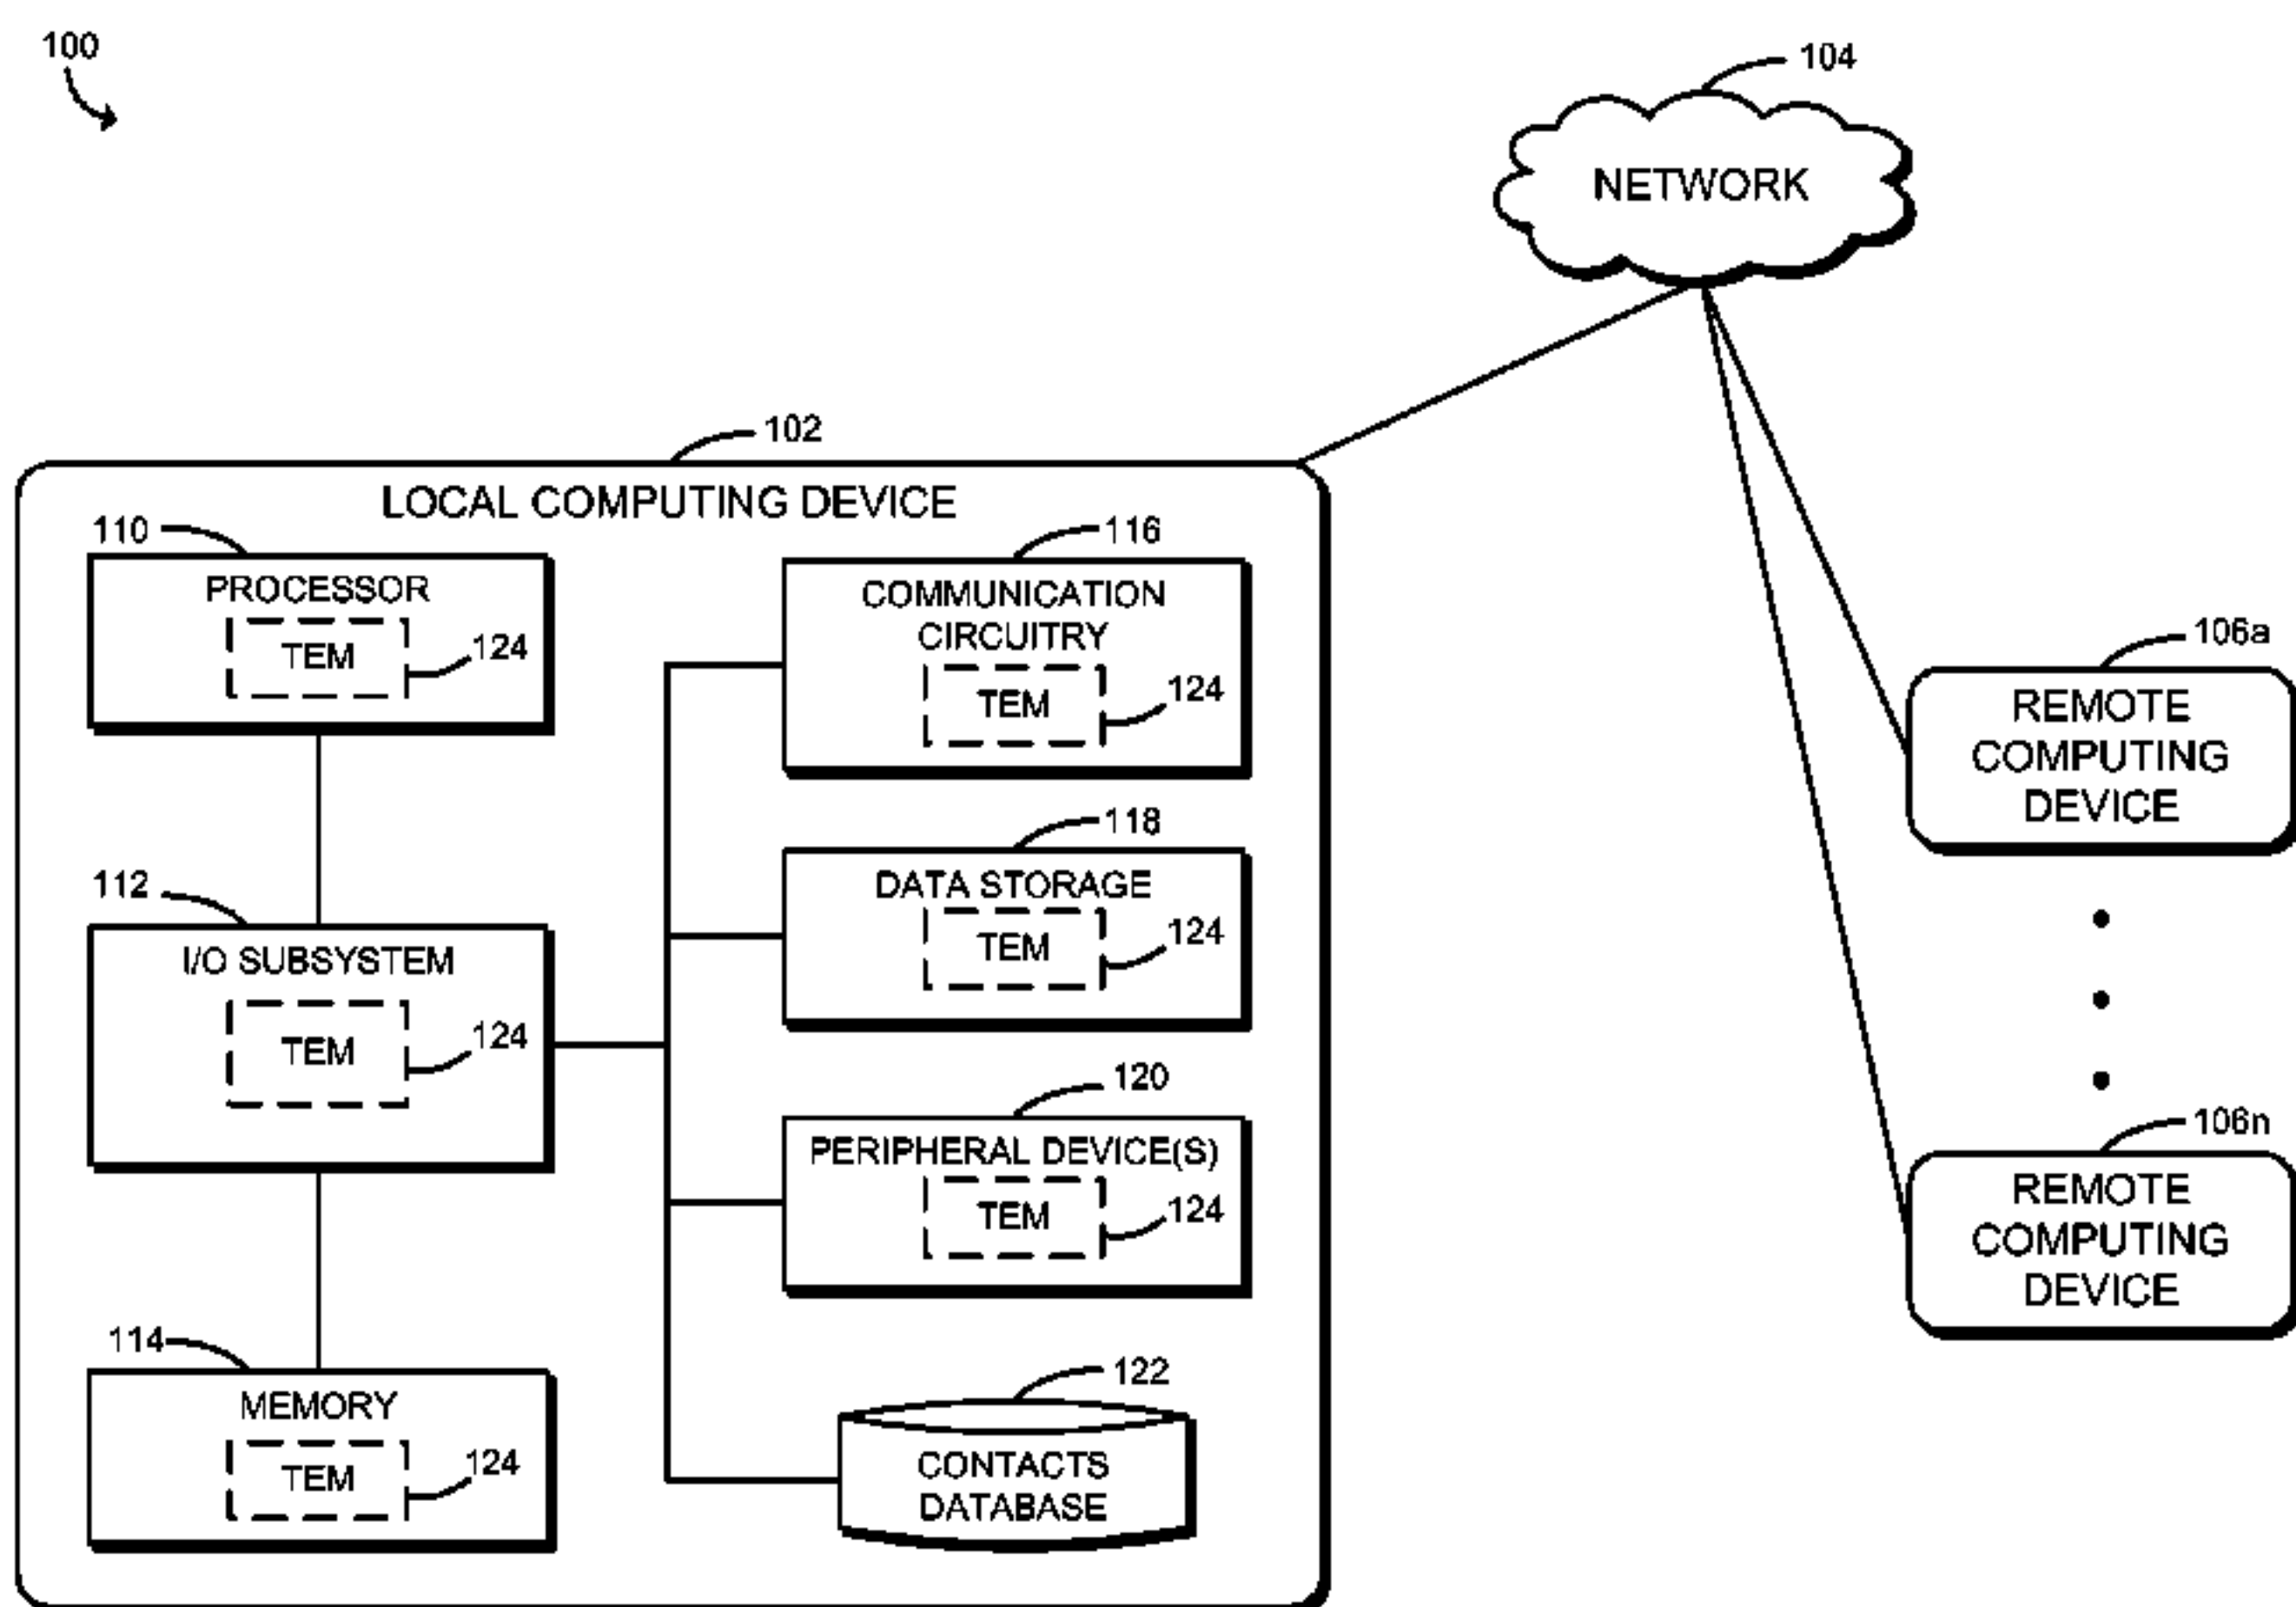 100
104
NETWORK
102
LOCAL COMPUTING DEVICE
110
PROCESSOR
TEM
124
116
COMMUNICATION
CIRCUITRY
TEM
124
106a
REMOTE
COMPUTING
DEVICE
112
I/O SUBSYSTEM
TEM
124
118
DATA STORAGE
TEM
124
120
PERIPHERAL DEVICE(S)
TEM
124
106n
REMOTE
COMPUTING
DEVICE
114
MEMORY
TEM
124
122
CONTACTS
DATABASE